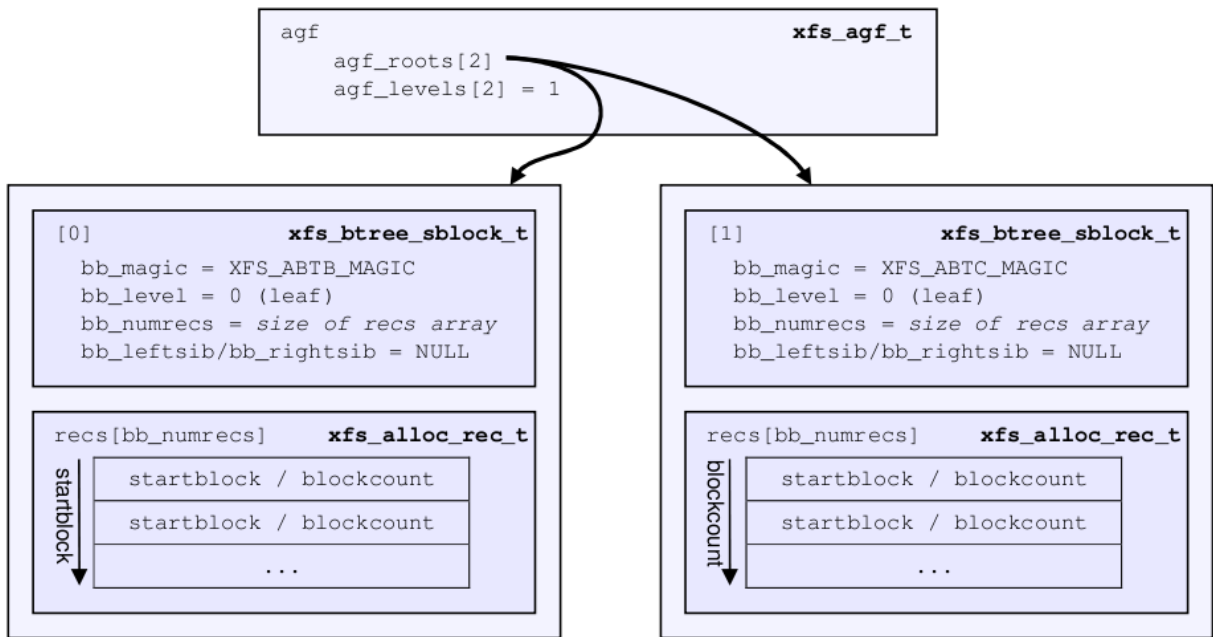 agf xfs_agf_t
agf_roots[2]
agf_levels[2] = 1
[0] xfs_btree_sblock_t
bb_magic = XFS_ABTB_MAGIC
bb_level = 0 (leaf)
bb_numrecs = size of recs array
bb_leftsib/bb_rightsib = NULL
recs[bb_numrecs] xfs_alloc_rec_t
startblock
startblock / blockcount
startblock / blockcount
...
[1] xfs_btree_sblock_t
bb_magic = XFS_ABTC_MAGIC
bb_level = 0 (leaf)
bb_numrecs = size of recs array
bb_leftsib/bb_rightsib = NULL
recs[bb_numrecs] xfs_alloc_rec_t
blockcount
startblock / blockcount
startblock / blockcount
...